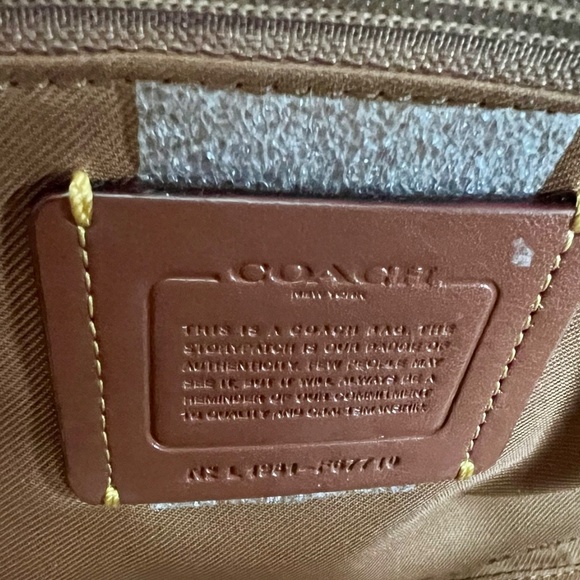 COACH
NEW YORK
THIS IS A COACH BAG. THE
STORYPATCH IS OUR BADGE OF
AUTHENTICITY. FEW PEOPLE MAY
SEE IT, BUT IT WILL ALWAYS BE A
REMINDER OF OUR COMMITMENT
TO QUALITY AND CRAFTSMANSHIP.